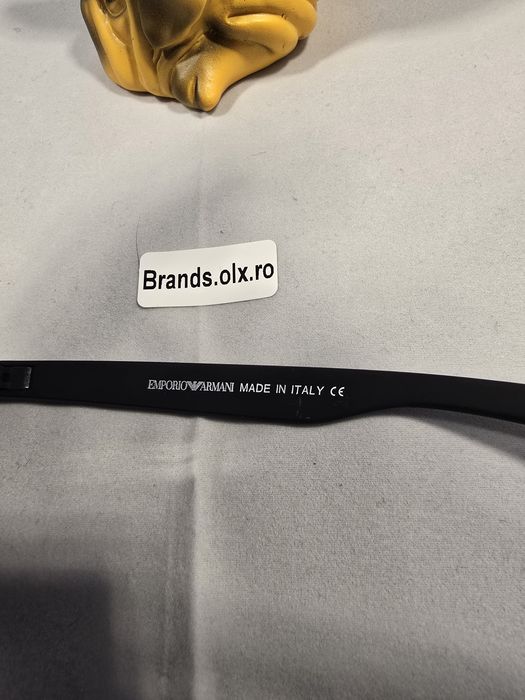 Brands.olx.ro
EMPORIO ARMANI MADE IN ITALY CE